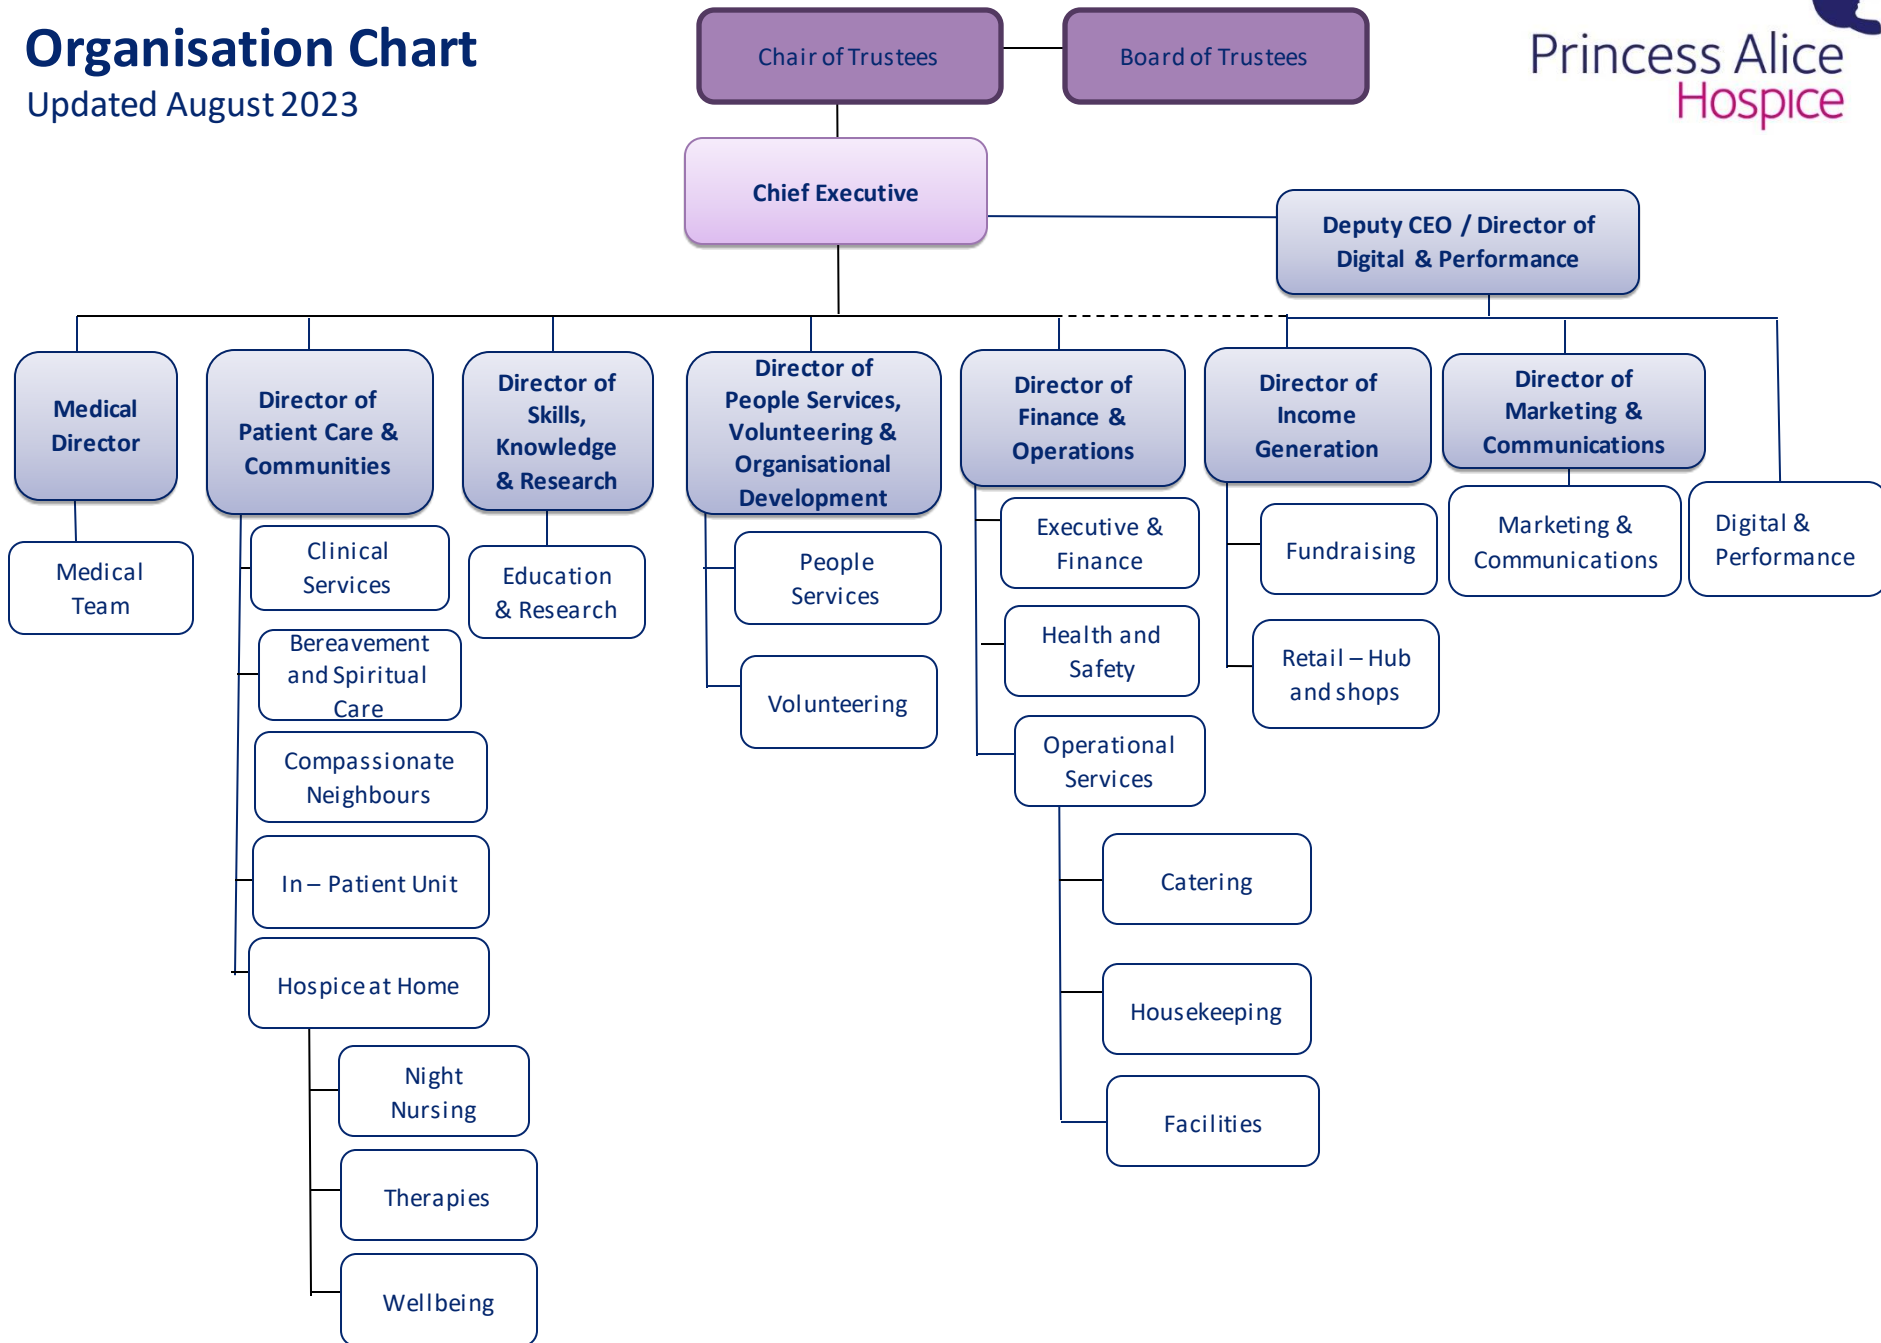 Organisation Chart
Updated August 2023
Chair of Trustees
Board of Trustees
Princess Alice
Hospice
Chief Executive
Deputy CEO / Director of
Digital & Performance
Medical
Director
Director of
Patient Care &
Communities
Director of
Skills,
Knowledge
& Research
Director of
People Services,
Volunteering &
Organisational
Development
Director of
Finance &
Operations
Director of
Income
Generation
Director of
Marketing &
Communications
Medical
Team
Clinical
Services
Bereavement
and Spiritual
Care
Compassionate
Neighbours
In – Patient Unit
Hospice at Home
Night
Nursing
Therapies
Wellbeing
Education
& Research
People
Services
Volunteering
Executive &
Finance
Health and
Safety
Operational
Services
Catering
Housekeeping
Facilities
Fundraising
Retail – Hub
and shops
Marketing &
Communications
Digital &
Performance